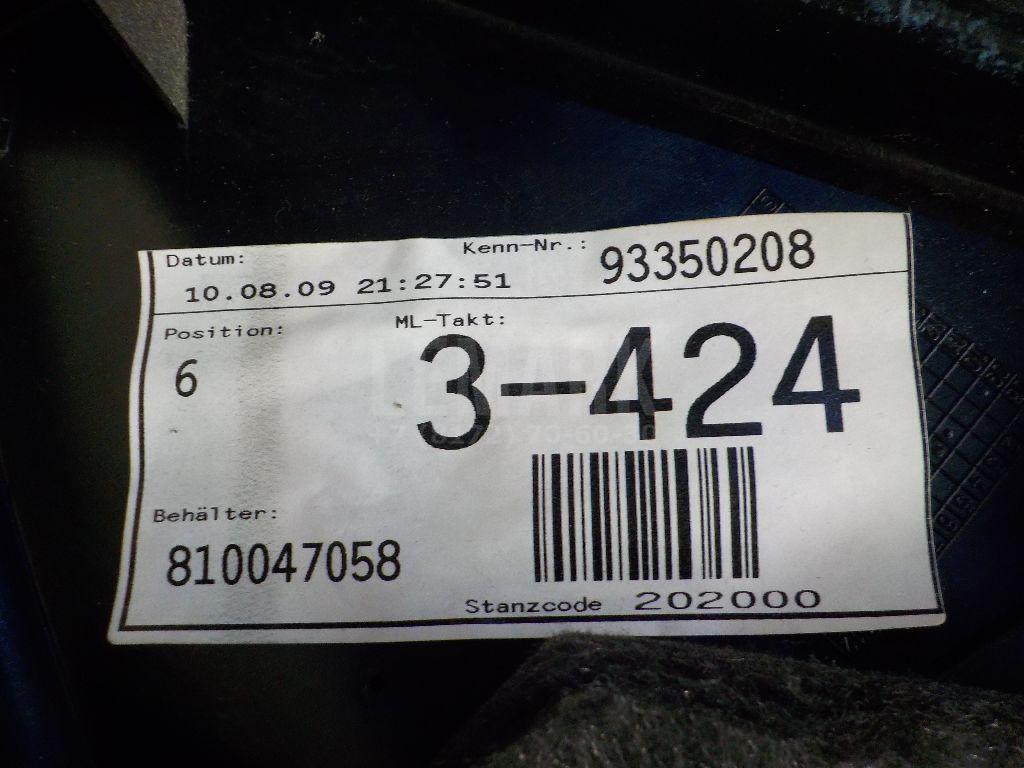 Datum: Kenn-Nr.: 93350208
10.08.09 21:27:51
Position: ML-Takt:
6 3-424
Behälter:
810047058
Stanzcode 202000